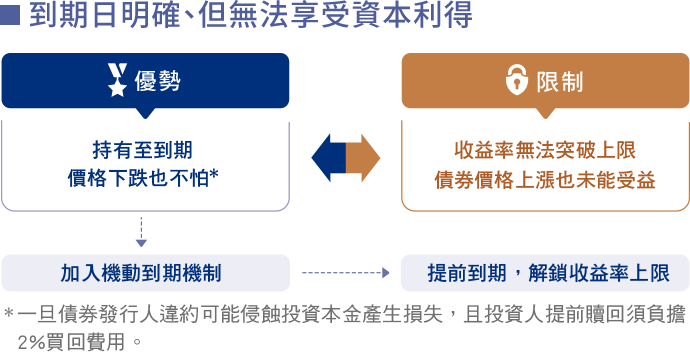 到期日明確、但無法享受資本利得
優勢
限制
持有至到期
價格下跌也不怕*
收益率無法突破上限
債券價格上漲也未能受益
加入機動到期機制
提前到期，解鎖收益率上限
*一旦債券發行人違約可能侵蝕投資本金產生損失，且投資人提前贖回須負擔
2%買回費用。